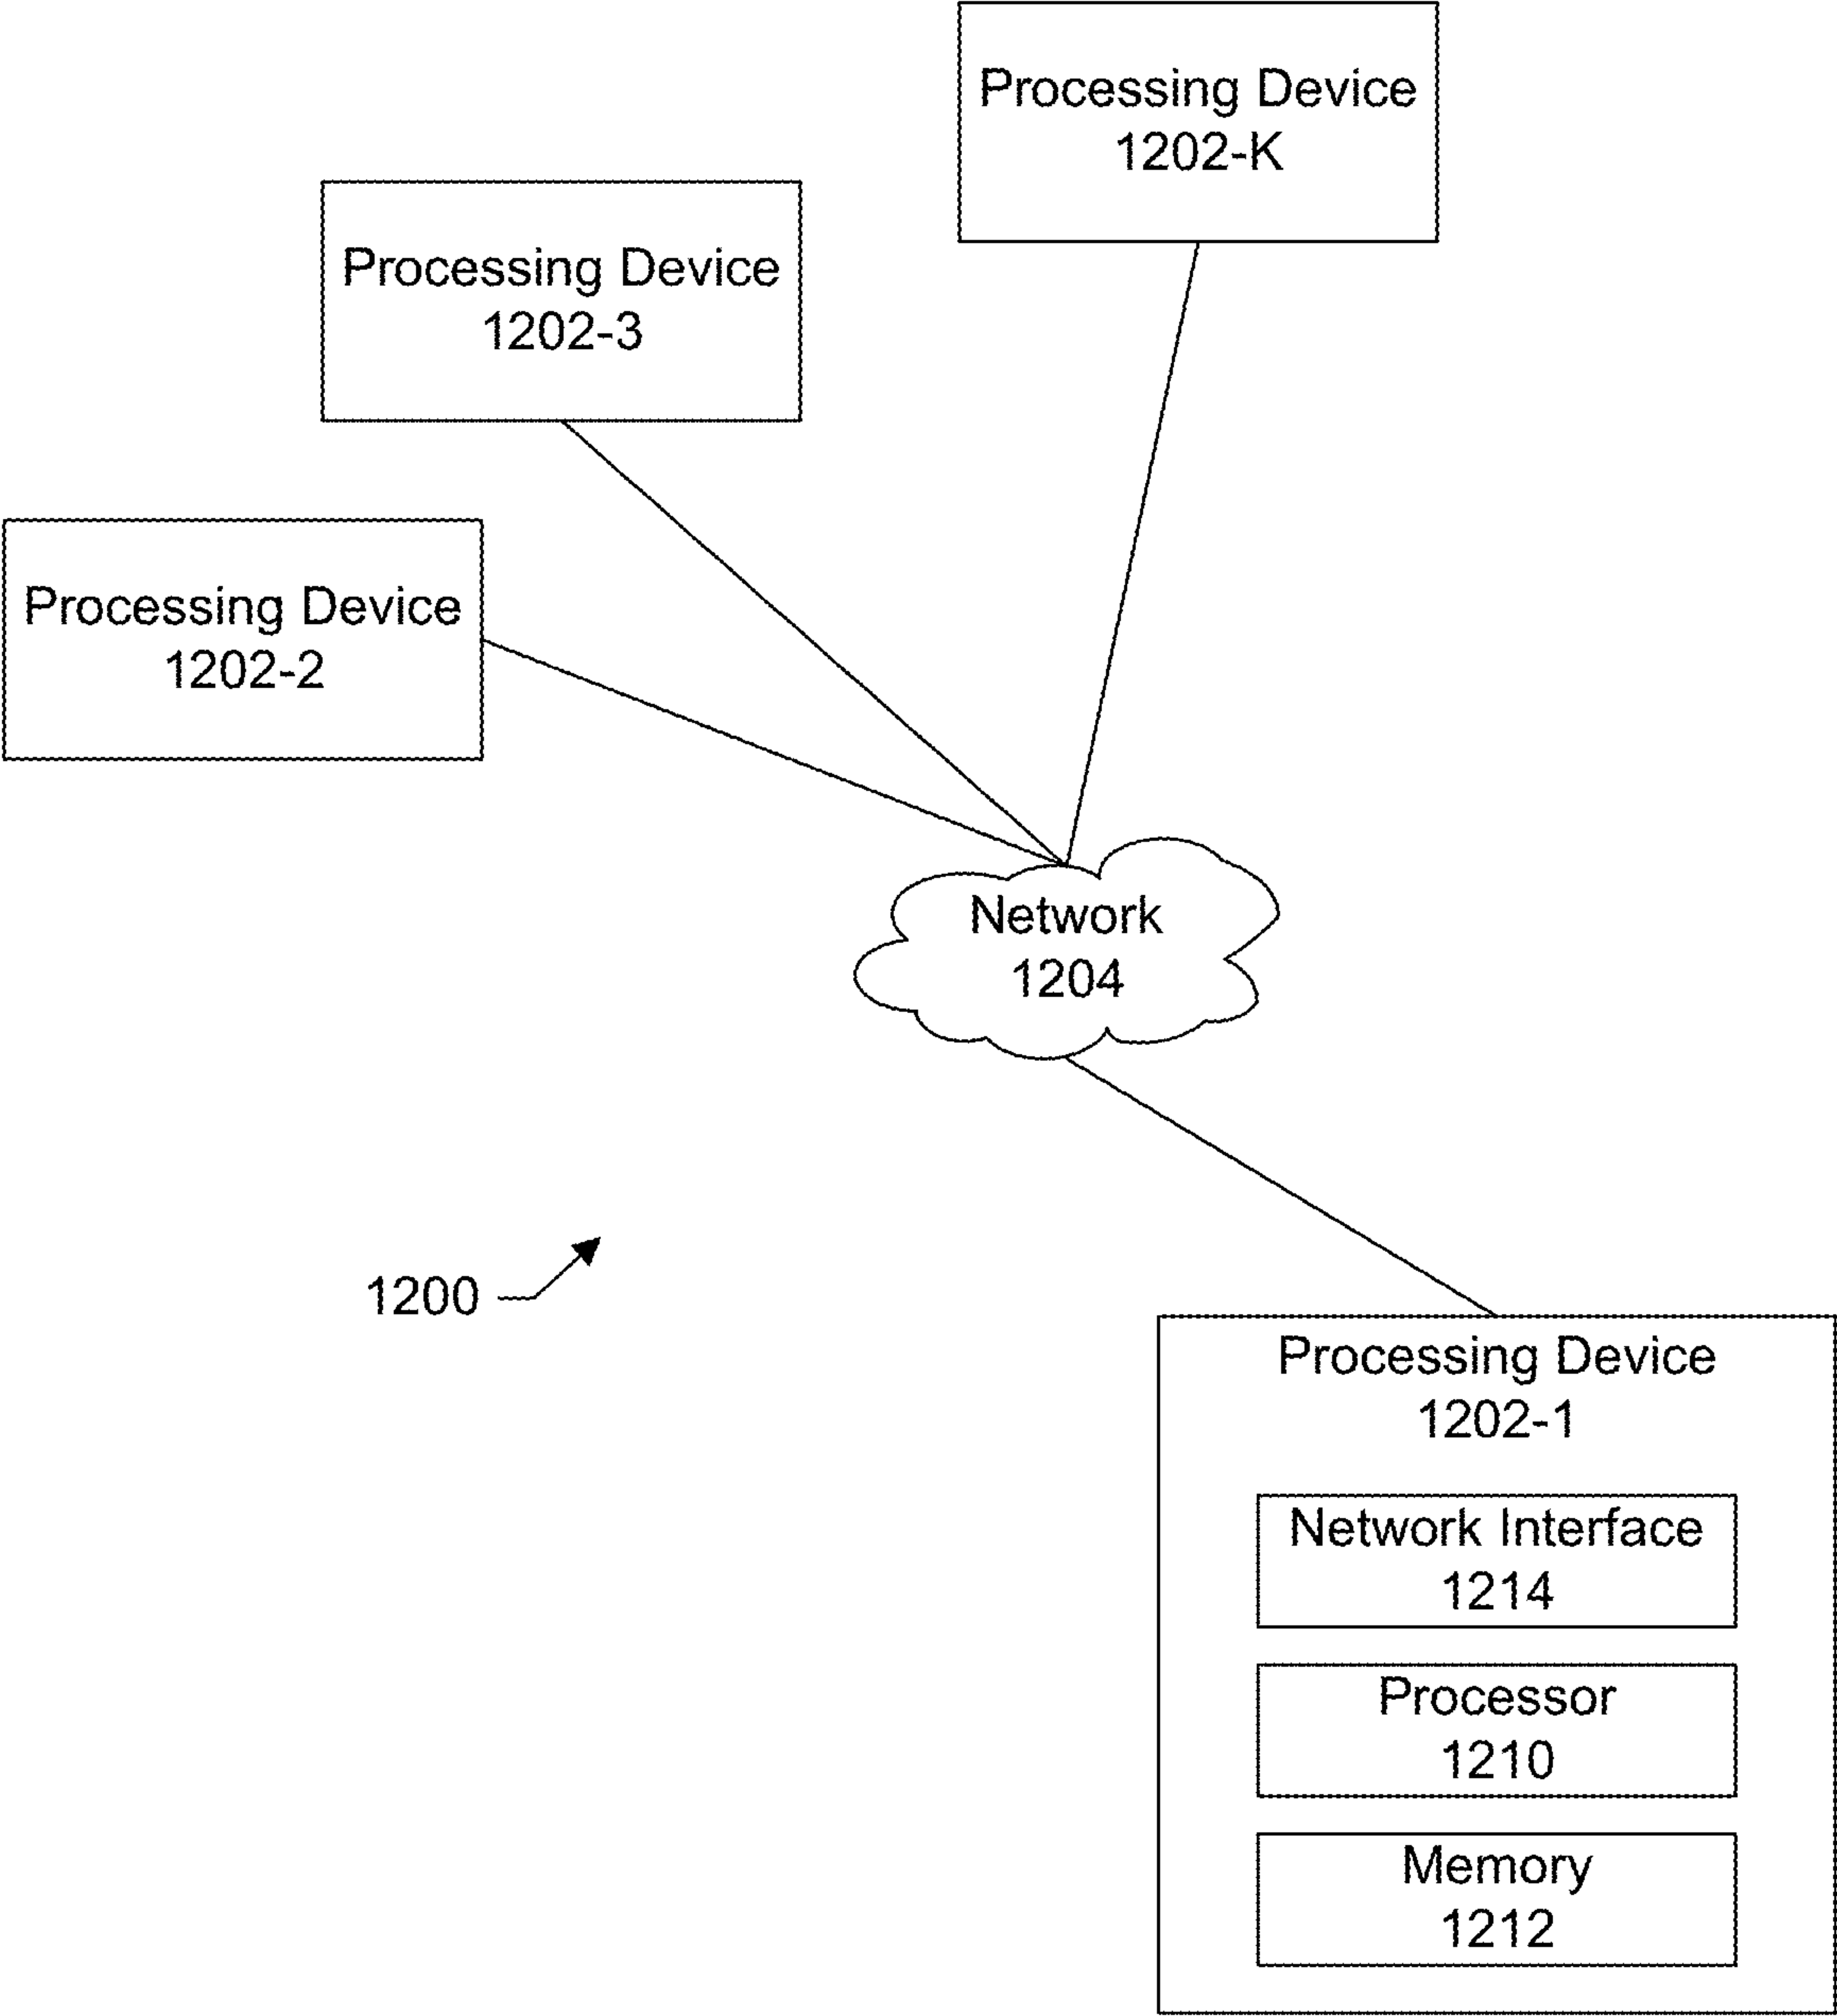 Processing Device
1202-K
Processing Device
1202-3
Processing Device
1202-2
Network
1204
1200
Processing Device
1202-1
Network Interface
1214
Processor
1210
Memory
1212